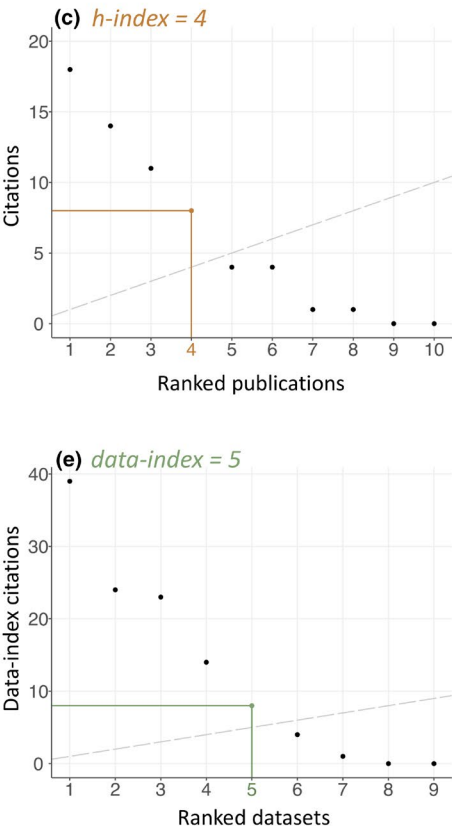 (c) h-index = 4
20
15
10
5
0
Citations
1 2 3 4 5 6 7 8 9 10
Ranked publications
(e) data-index = 5
40
30
20
10
0
Data-index citations
1 2 3 4 5 6 7 8 9
Ranked datasets